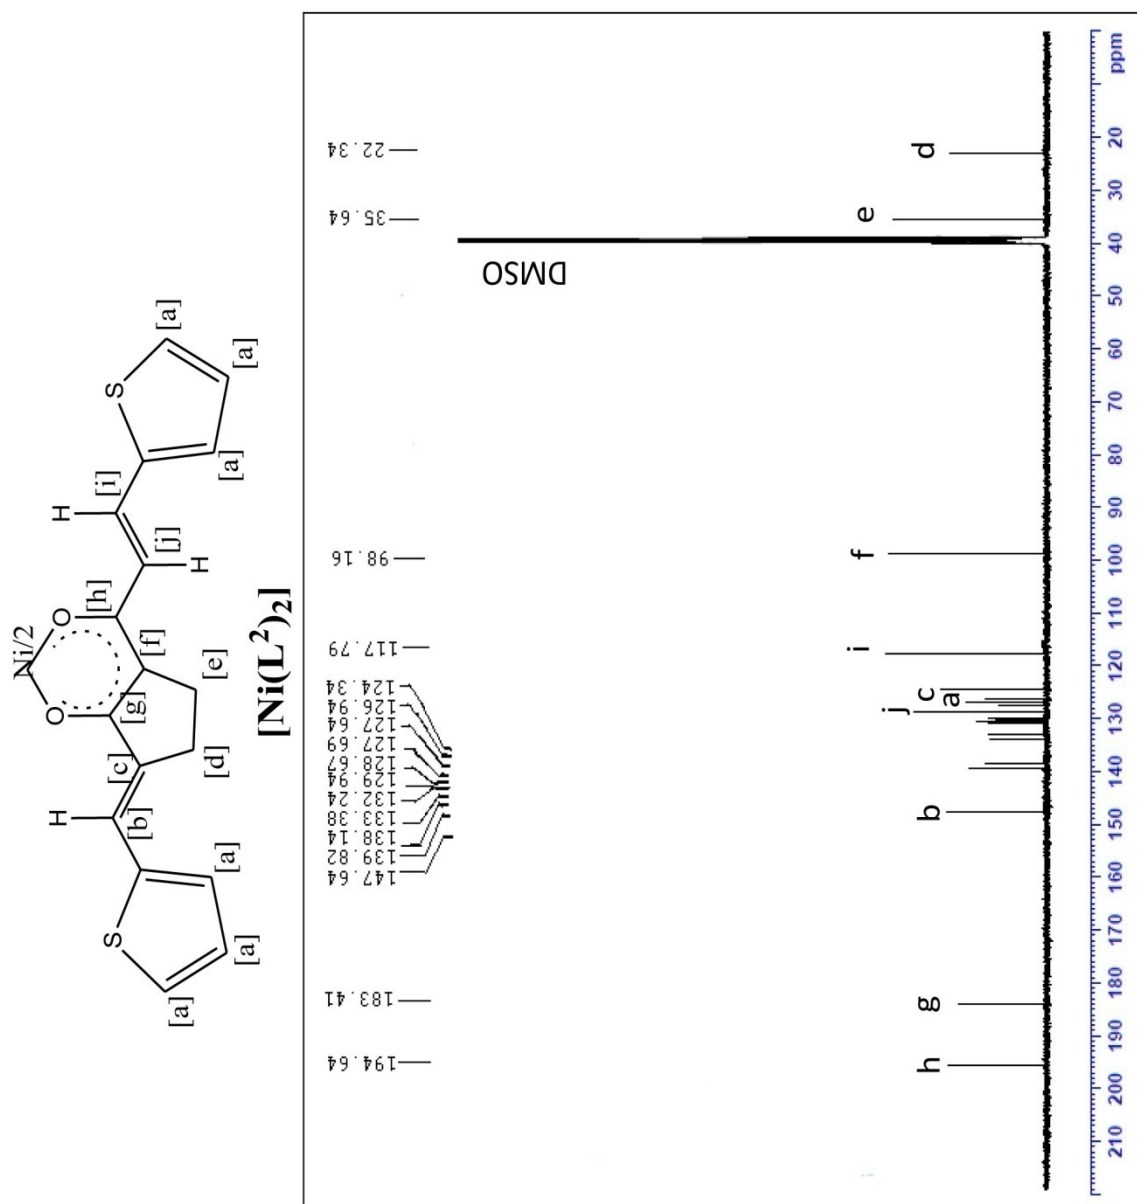 Ni/2
O
O
H
H
H
S
S
[a]
[a]
[a]
[b]
[c]
[d]
[e]
[f]
[g]
[h]
[i]
[j]
[a]
[a]
[a]
[Ni(L²)₂]
194.64
183.41
147.64
139.82
138.14
133.38
132.24
129.94
128.67
127.69
127.64
126.94
124.34
117.79
98.16
35.64
22.34
DMSO
h
g
b
j
a
c
i
f
e
d
210 200 190 180 170 160 150 140 130 120 110 100 90 80 70 60 50 40 30 20 ppm